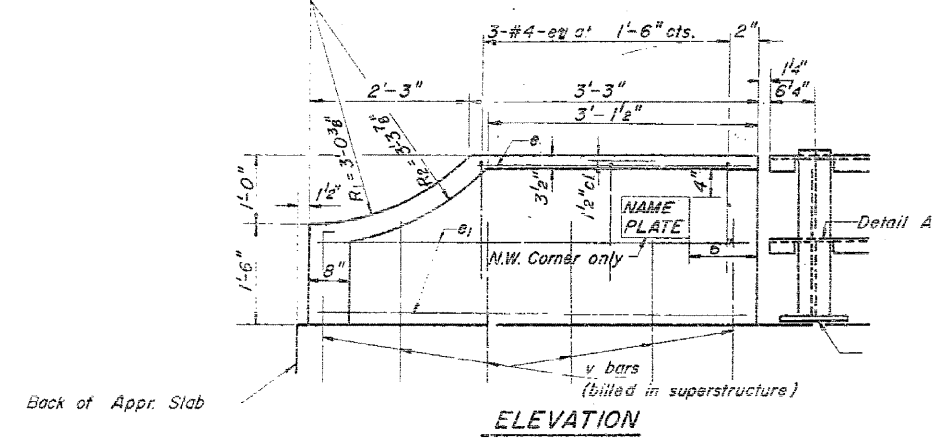 3-#4-eq at 1'-6" cts. 2"
1¼"
2'-3" 3'-3" 6¼"
3'-1½"
R1 = 3'-0⅜"
R2 = 3'-3⅞"
e
1'-0"
1½"
3½"
1½" cl.
4"
NAME
PLATE
Detail A
e1
N.W. Corner only
6"
1'-6"
8"
v bars
(billed in superstructure)
Back of Appr. Slab
ELEVATION